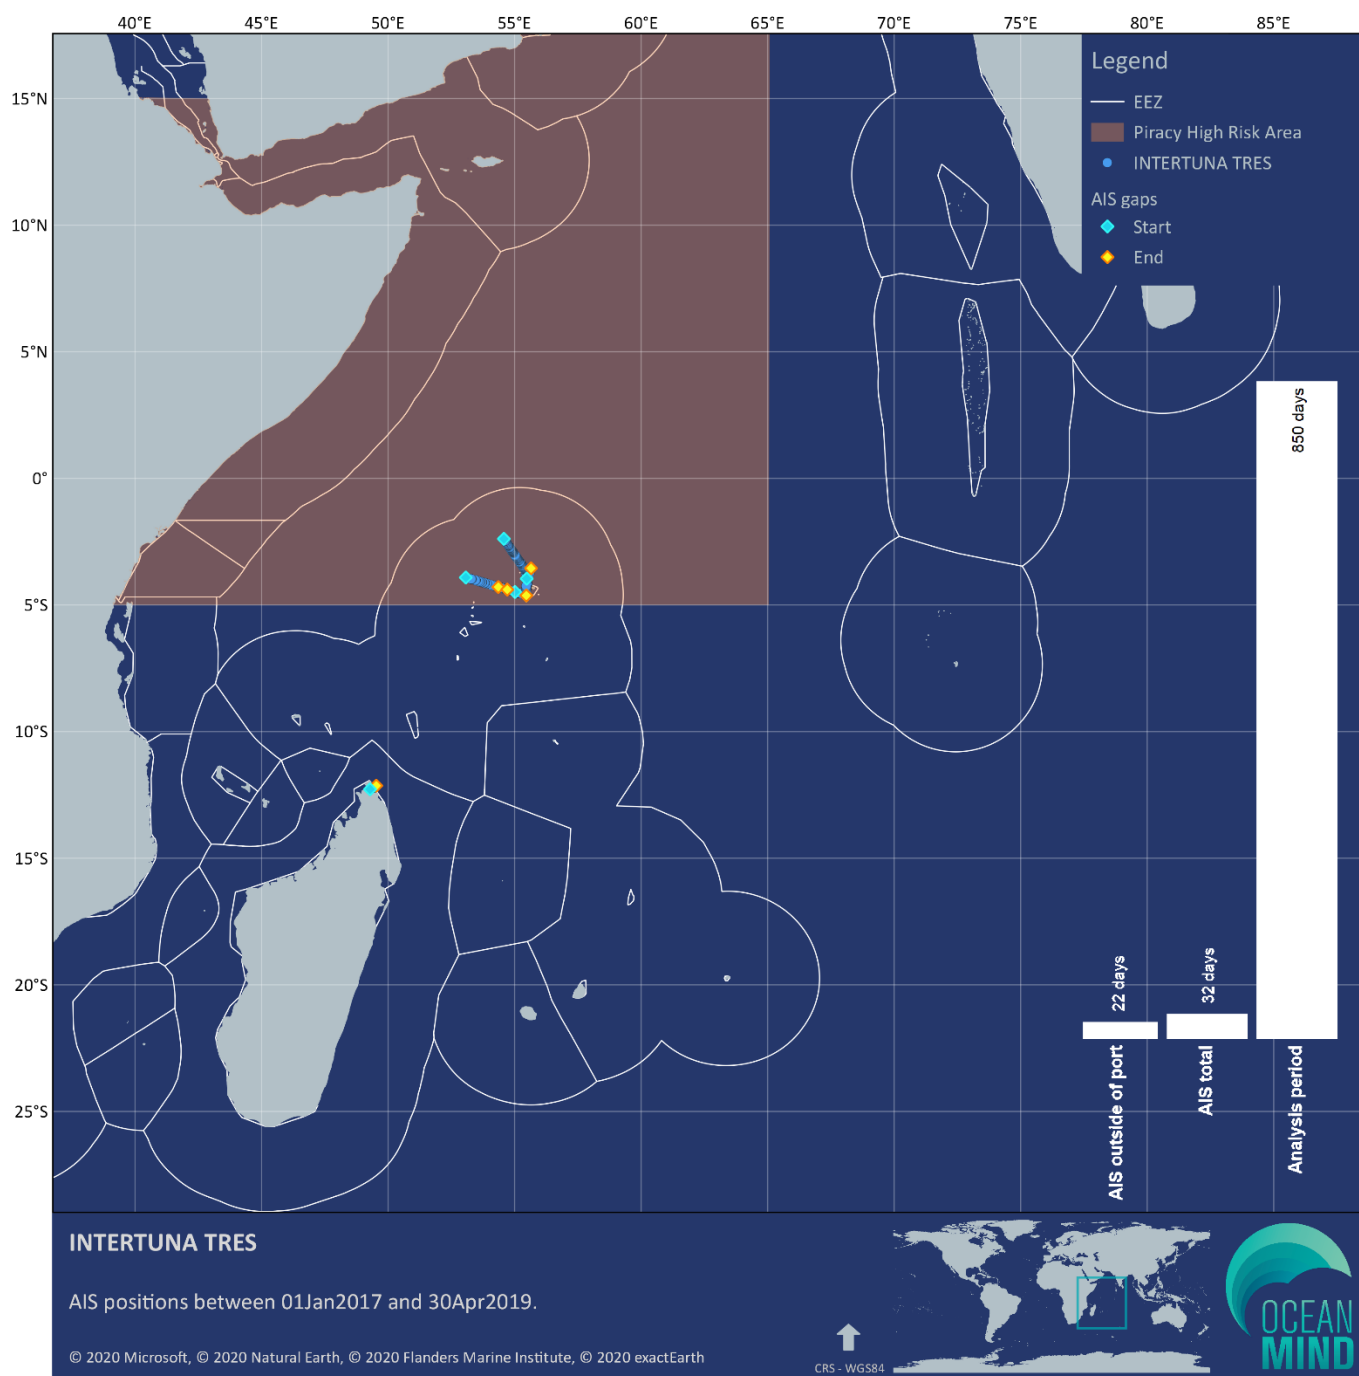 40°E 45°E 50°E 55°E 60°E 65°E 70°E 75°E 80°E 85°E
15°N
10°N
5°N
0°
5°S
10°S
15°S
20°S
25°S
Legend
EEZ
Piracy High Risk Area
INTERTUNA TRES
AIS gaps
Start
End
22 days
32 days
850 days
AIS outside of port
AIS total
Analysis period
INTERTUNA TRES
AIS positions between 01Jan2017 and 30Apr2019.
© 2020 Microsoft, © 2020 Natural Earth, © 2020 Flanders Marine Institute, © 2020 exactEarth
CRS - WGS84
OCEAN
MIND